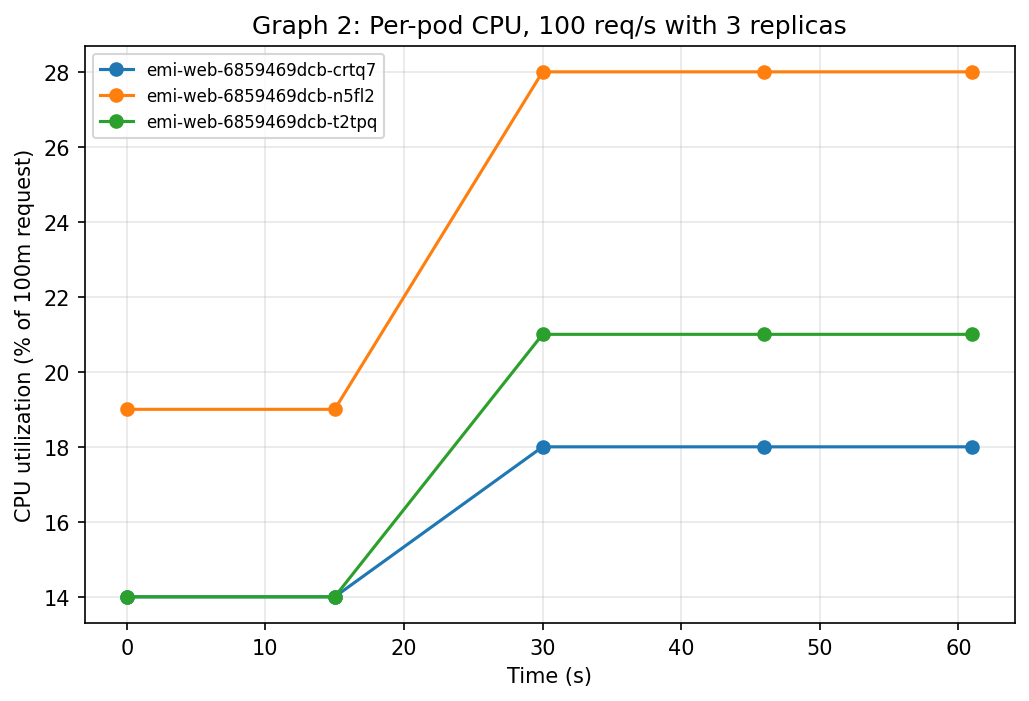 Graph 2: Per-pod CPU, 100 req/s with 3 replicas
emi-web-6859469dcb-crtq7
emi-web-6859469dcb-n5fl2
emi-web-6859469dcb-t2tpq
CPU utilization (% of 100m request)
28
26
24
22
20
18
16
14
0 10 20 30 40 50 60
Time (s)